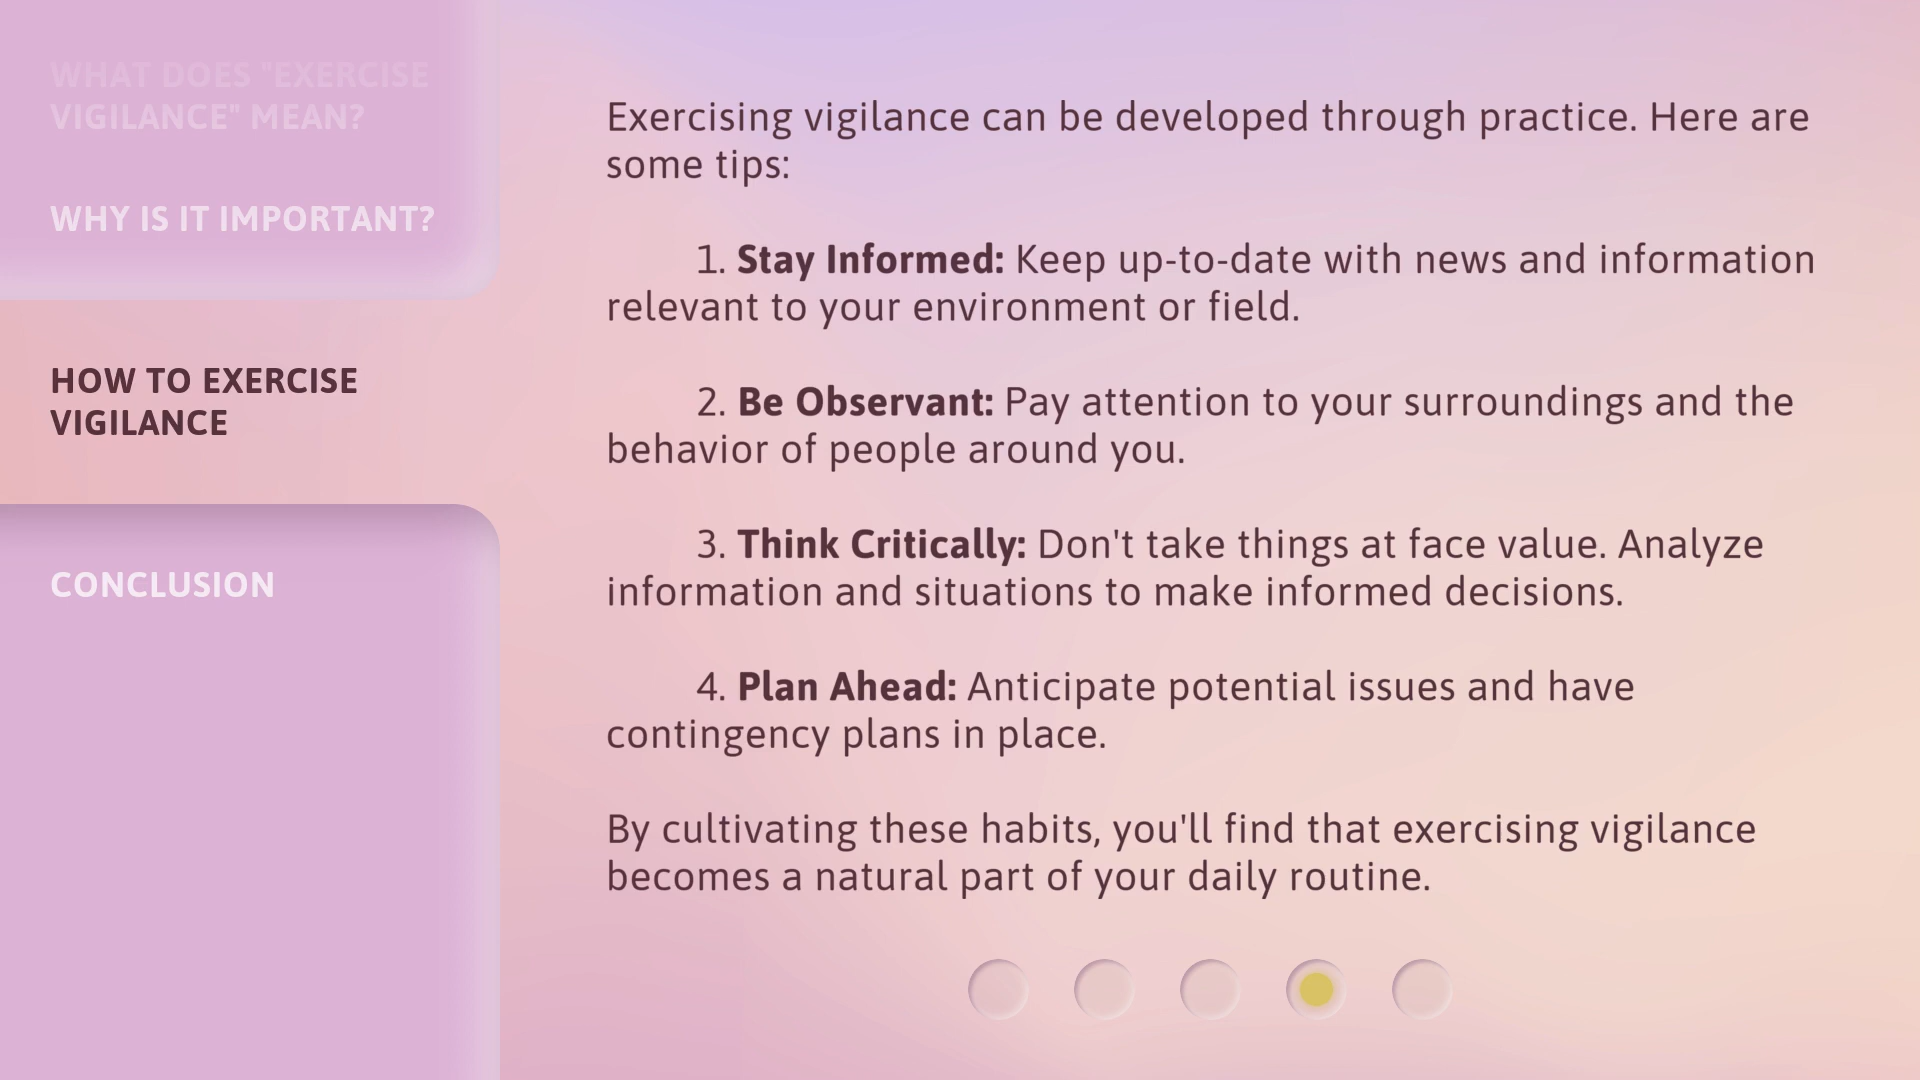 WHAT DOES "EXERCISE
VIGILANCE" MEAN?
WHY IS IT IMPORTANT?
HOW TO EXERCISE
VIGILANCE
CONCLUSION
Exercising vigilance can be developed through practice. Here are
some tips:
1. Stay Informed: Keep up-to-date with news and information
relevant to your environment or field.
2. Be Observant: Pay attention to your surroundings and the
behavior of people around you.
3. Think Critically: Don't take things at face value. Analyze
information and situations to make informed decisions.
4. Plan Ahead: Anticipate potential issues and have
contingency plans in place.
By cultivating these habits, you'll find that exercising vigilance
becomes a natural part of your daily routine.